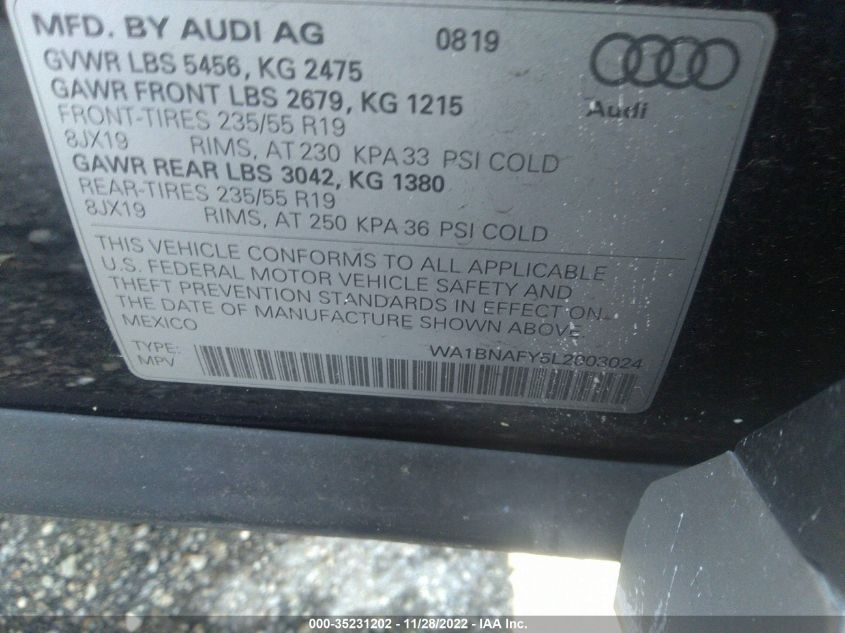 MFD. BY AUDI AG 0819
GVWR LBS 5456, KG 2475
GAWR FRONT LBS 2679, KG 1215
FRONT-TIRES 235/55 R19
8JX19 RIMS, AT 230 KPA 33 PSI COLD
GAWR REAR LBS 3042, KG 1380
REAR-TIRES 235/55 R19
8JX19 RIMS, AT 250 KPA 36 PSI COLD
Audi
THIS VEHICLE CONFORMS TO ALL APPLICABLE
U.S. FEDERAL MOTOR VEHICLE SAFETY AND
THEFT PREVENTION STANDARDS IN EFFECT ON
THE DATE OF MANUFACTURE SHOWN ABOVE.
MEXICO
TYPE: WA1BNAFY5L2003024
MPV
000-35231202 - 11/28/2022 - IAA Inc.